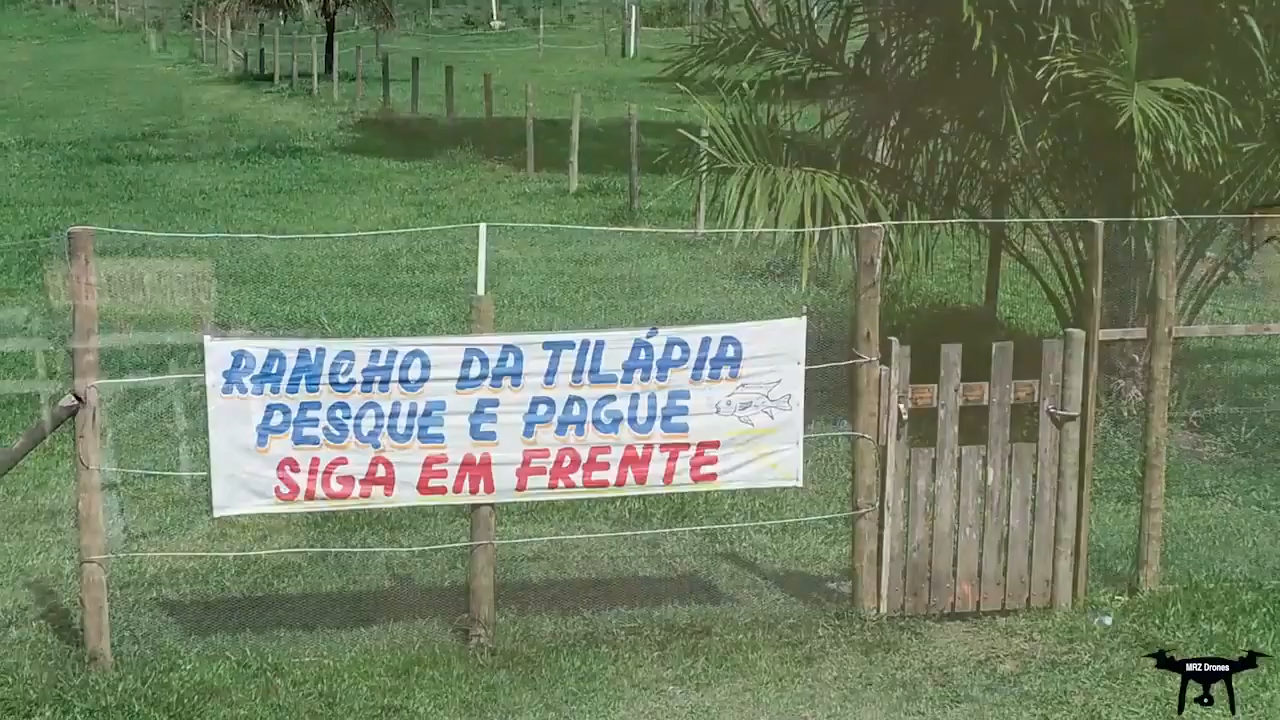 RANCHO DA TILÁPIA
PESQUE E PAGUE
SIGA EM FRENTE
MRZ Drones